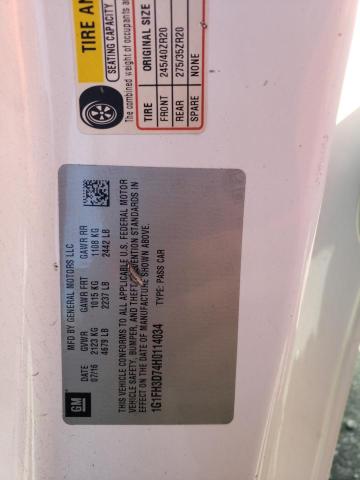 TIRE AN
SEATING CAPACITY
The combined weight of occupants a
TIRE ORIGINAL SIZE
FRONT 245/40ZR20
REAR 275/35ZR20
SPARE NONE
MFD BY GENERAL MOTORS LLC
DATE GVWR GAWR FRT GAWR RR
07/16 2123 KG 1015 KG 1108 KG
4679 LB 2237 LB 2442 LB
THIS VEHICLE CONFORMS TO ALL APPLICABLE U.S. FEDERAL MOTOR
VEHICLE SAFETY, BUMPER, AND THEFT PREVENTION STANDARDS IN
EFFECT ON THE DATE OF MANUFACTURE SHOWN ABOVE.
1G1FH3D74H0114034 TYPE: PASS CAR
GM